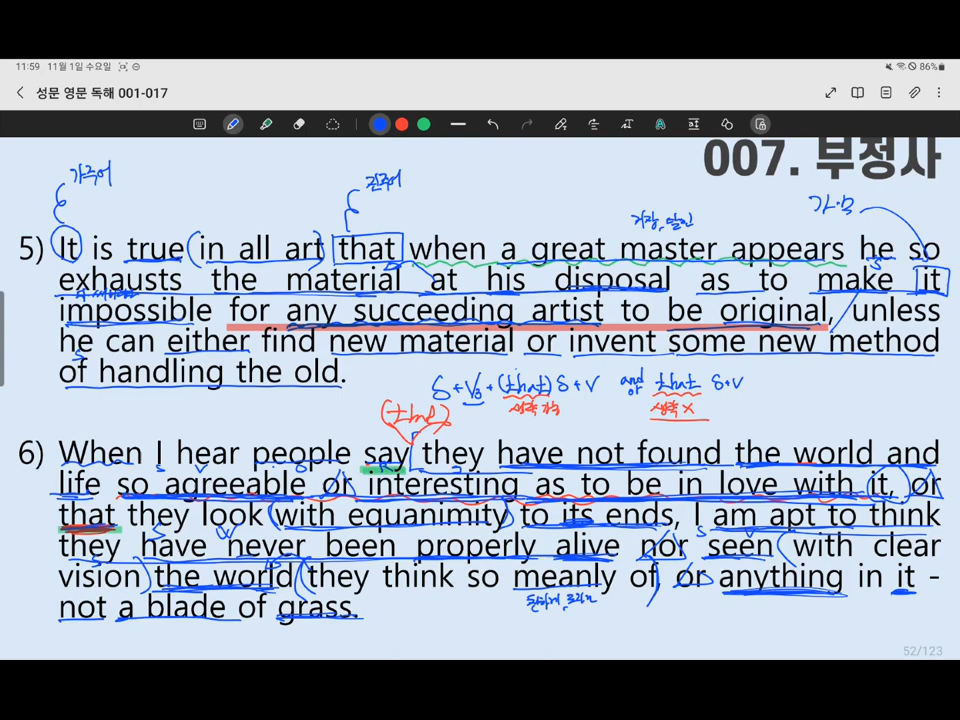 11:59 11월 1일 수요일 86%
성문 영문 독해 001-017
007. 부정사
가주어
진주어
거장, 달인
가·목
5) It is true in all art that when a great master appears he so
exhausts the material at his disposal as to make it
impossible for any succeeding artist to be original, unless
he can either find new material or invent some new method
of handling the old.
S + V3 + (that) S + V and that S + V
or
생략 가능 생략 X
(that)
6) When I hear people say they have not found the world and
life so agreeable or interesting as to be in love with it, or
that they look with equanimity to its ends, I am apt to think
they have never been properly alive nor seen with clear
vision the world they think so meanly of, or anything in it -
not a blade of grass.
52/123